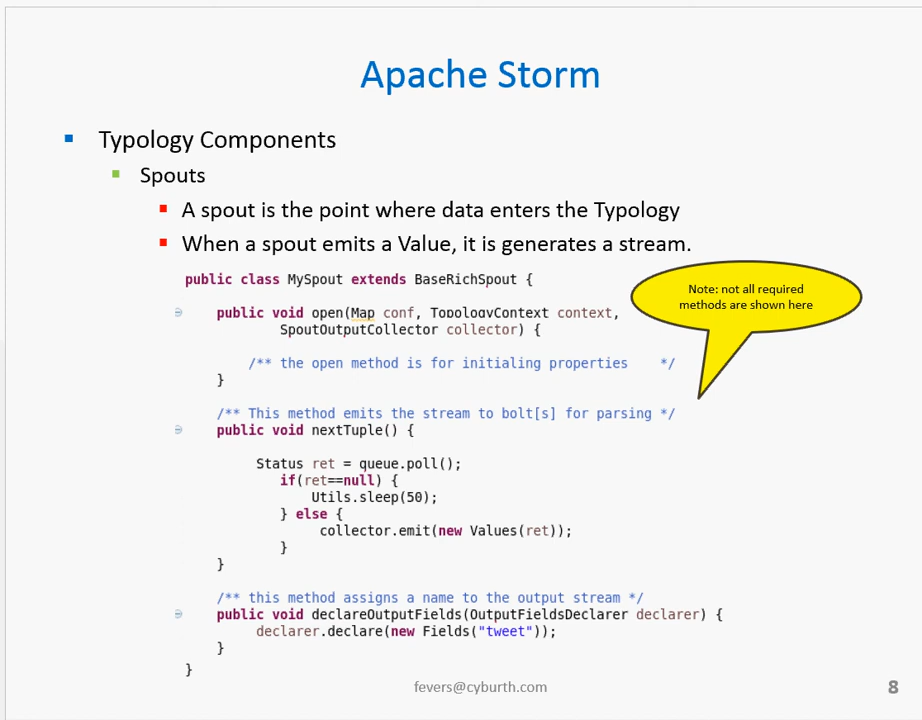 Apache Storm
Typology Components
Spouts
A spout is the point where data enters the Typology
When a spout emits a Value, it is generates a stream.
public class MySpout extends BaseRichSpout {
Note: not all required
methods are shown here
public void open(Map conf, TopologyContext context,
SpoutOutputCollector collector) {
/** the open method is for initialing properties */
}
/** This method emits the stream to bolt[s] for parsing */
public void nextTuple() {
Status ret = queue.poll();
if(ret==null) {
Utils.sleep(50);
} else {
collector.emit(new Values(ret));
}
}
/** this method assigns a name to the output stream */
public void declareOutputFields(OutputFieldsDeclarer declarer) {
declarer.declare(new Fields("tweet"));
}
}
fevers@cyburth.com
8